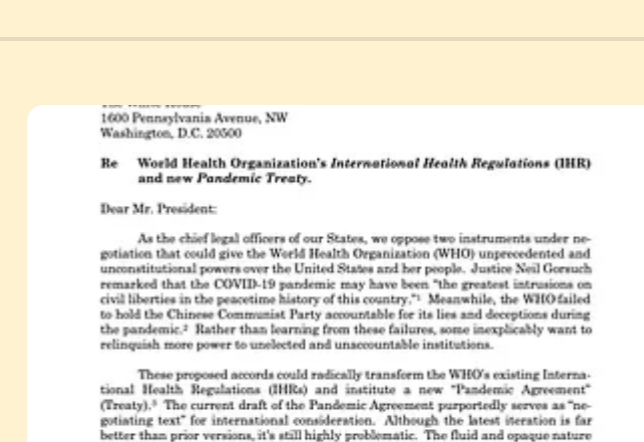 The White House
1600 Pennsylvania Avenue, NW
Washington, D.C. 20500
Re World Health Organization's International Health Regulations (IHR)
and new Pandemic Treaty.
Dear Mr. President:
As the chief legal officers of our States, we oppose two instruments under ne-
gotiation that could give the World Health Organization (WHO) unprecedented and
unconstitutional powers over the United States and her people. Justice Neil Gorsuch
remarked that the COVID-19 pandemic may have been "the greatest intrusions on
civil liberties in the peacetime history of this country."1 Meanwhile, the WHO failed
to hold the Chinese Communist Party accountable for its lies and deceptions during
the pandemic.2 Rather than learning from these failures, some inexplicably want to
relinquish more power to unelected and unaccountable institutions.
These proposed accords could radically transform the WHO's existing Interna-
tional Health Regulations (IHRs) and institute a new "Pandemic Agreement"
(Treaty).3 The current draft of the Pandemic Agreement purportedly serves as "ne-
gotiating text" for international consideration. Although the latest iteration is far
better than prior versions, it's still highly problematic. The fluid and opaque nature